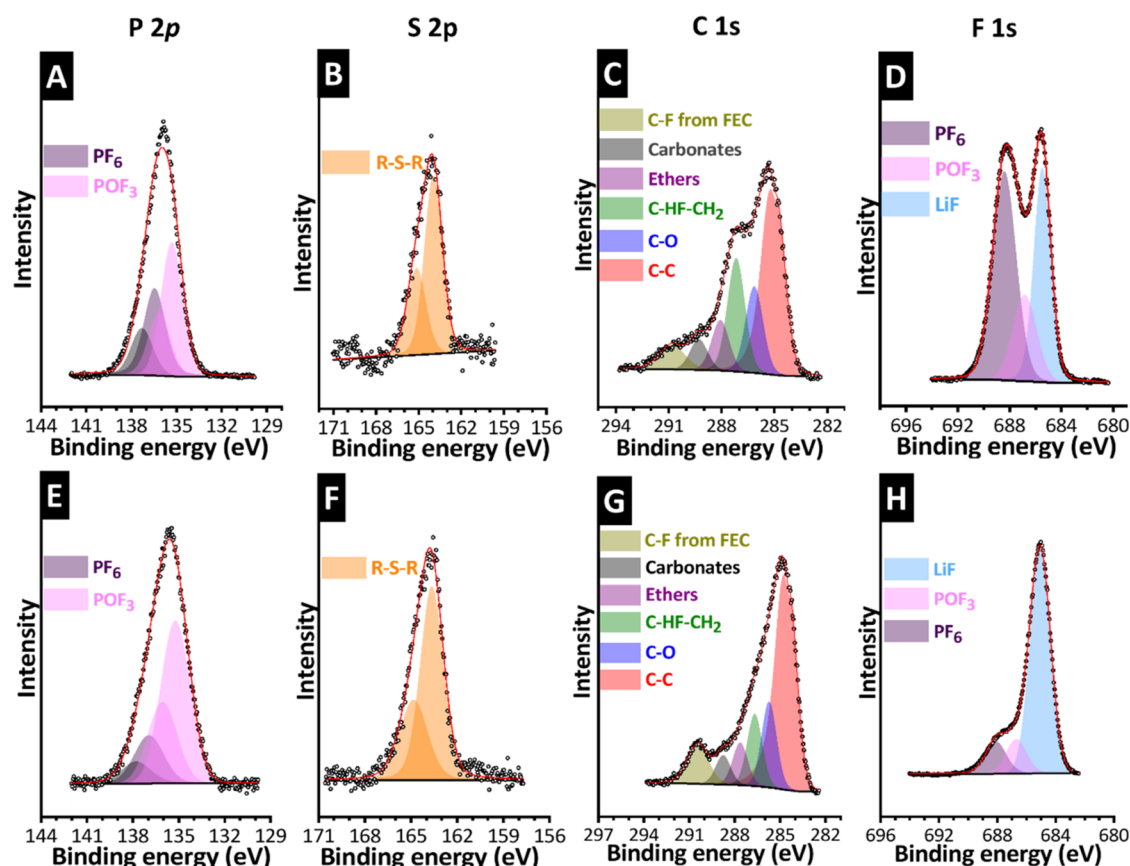 P 2p
S 2p
C 1s
F 1s
A
B
C
D
PF6
POF3
R-S-R
C-F from FEC
Carbonates
Ethers
C-HF-CH2
C-O
C-C
PF6
POF3
LiF
Intensity
Intensity
Intensity
Intensity
144 141 138 135 132 129
171 168 165 162 159 156
294 291 288 285 282
696 692 688 684 680
Binding energy (eV)
Binding energy (eV)
Binding energy (eV)
Binding energy (eV)
E
F
G
H
PF6
POF3
R-S-R
C-F from FEC
Carbonates
Ethers
C-HF-CH2
C-O
C-C
LiF
POF3
PF6
Intensity
Intensity
Intensity
Intensity
144 141 138 135 132 129
171 168 165 162 159 156
297 294 291 288 285 282
696 692 688 684 680
Binding energy (eV)
Binding energy (eV)
Binding energy (eV)
Binding energy (eV)